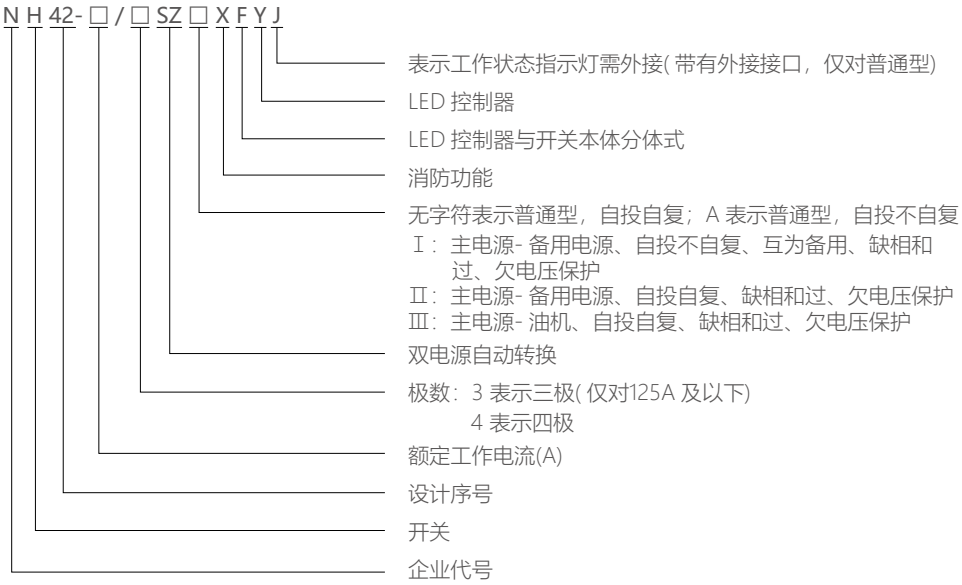 N H 42- □ / □ SZ □ X F Y J
表示工作状态指示灯需外接( 带有外接接口，仅对普通型)
LED 控制器
LED 控制器与开关本体分体式
消防功能
无字符表示普通型，自投自复；A 表示普通型，自投不自复
Ⅰ：主电源- 备用电源、自投不自复、互为备用、缺相和
过、欠电压保护
Ⅱ：主电源- 备用电源、自投自复、缺相和过、欠电压保护
Ⅲ：主电源- 油机、自投自复、缺相和过、欠电压保护
双电源自动转换
极数：3 表示三极( 仅对125A 及以下)
4 表示四极
额定工作电流(A)
设计序号
开关
企业代号